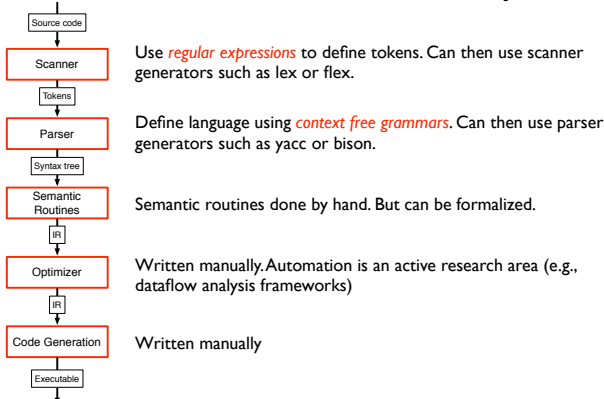 Source code
Scanner
Use regular expressions to define tokens. Can then use scanner
generators such as lex or flex.
Tokens
Parser
Define language using context free grammars. Can then use parser
generators such as yacc or bison.
Syntax tree
Semantic
Routines
Semantic routines done by hand. But can be formalized.
IR
Optimizer
Written manually. Automation is an active research area (e.g.,
dataflow analysis frameworks)
IR
Code Generation
Written manually
Executable